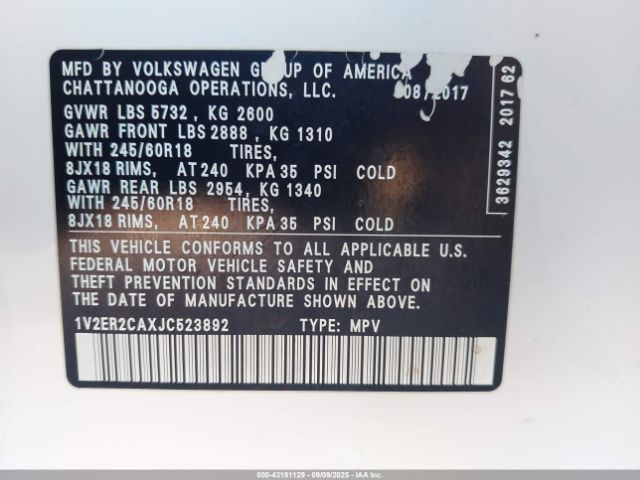 MFD BY VOLKSWAGEN GROUP OF AMERICA
CHATTANOOGA OPERATIONS, LLC. 08/2017
GVWR LBS 5732 , KG 2600
GAWR FRONT LBS 2888 , KG 1310
WITH 245/60R18 TIRES,
8JX18 RIMS, AT 240 KPA 35 PSI COLD
GAWR REAR LBS 2954, KG 1340
WITH 245/60R18 TIRES,
8JX18 RIMS, AT 240 KPA 35 PSI COLD
THIS VEHICLE CONFORMS TO ALL APPLICABLE U.S.
FEDERAL MOTOR VEHICLE SAFETY AND
THEFT PREVENTION STANDARDS IN EFFECT ON
THE DATE OF MANUFACTURE SHOWN ABOVE.
1V2ER2CAXJC523892 TYPE: MPV
3629342 2017 62
000-43191129 - 09/09/2025 - Acceptance